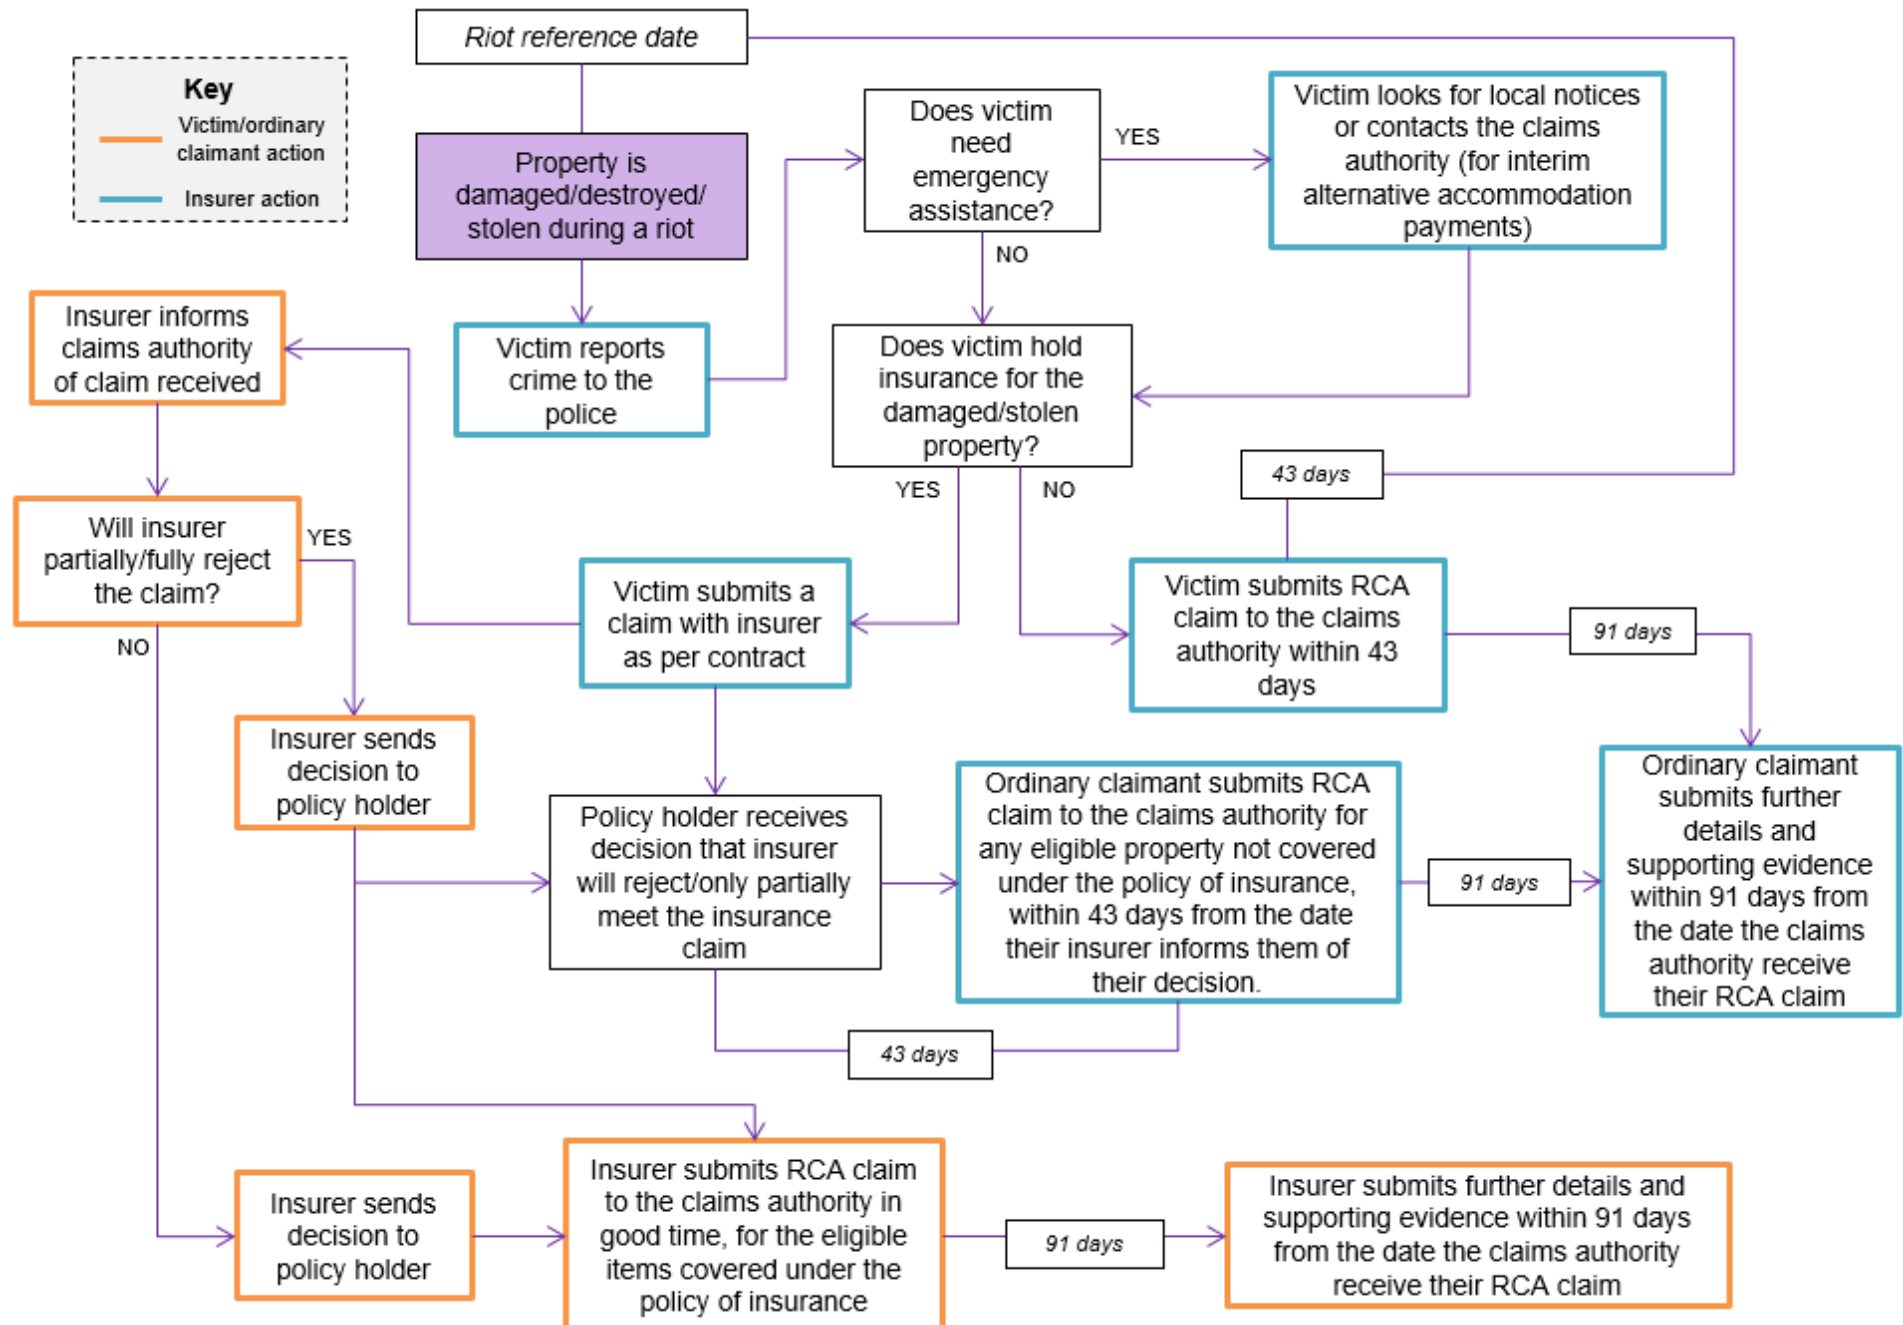 Riot reference date
Key
Victim/ordinary
claimant action
Insurer action
Property is
damaged/destroyed/
stolen during a riot
Does victim
need
emergency
assistance?
YES
NO
Victim looks for local notices
or contacts the claims
authority (for interim
alternative accommodation
payments)
Insurer informs
claims authority
of claim received
Victim reports
crime to the
police
Does victim hold
insurance for the
damaged/stolen
property?
YES
NO
43 days
Will insurer
partially/fully reject
the claim?
YES
NO
Victim submits a
claim with insurer
as per contract
Victim submits RCA
claim to the claims
authority within 43
days
91 days
Insurer sends
decision to
policy holder
Policy holder receives
decision that insurer
will reject/only partially
meet the insurance
claim
Ordinary claimant submits RCA
claim to the claims authority for
any eligible property not covered
under the policy of insurance,
within 43 days from the date
their insurer informs them of
their decision.
91 days
Ordinary claimant
submits further
details and
supporting evidence
within 91 days from
the date the claims
authority receive
their RCA claim
43 days
Insurer sends
decision to
policy holder
Insurer submits RCA claim
to the claims authority in
good time, for the eligible
items covered under the
policy of insurance
91 days
Insurer submits further details and
supporting evidence within 91 days
from the date the claims authority
receive their RCA claim